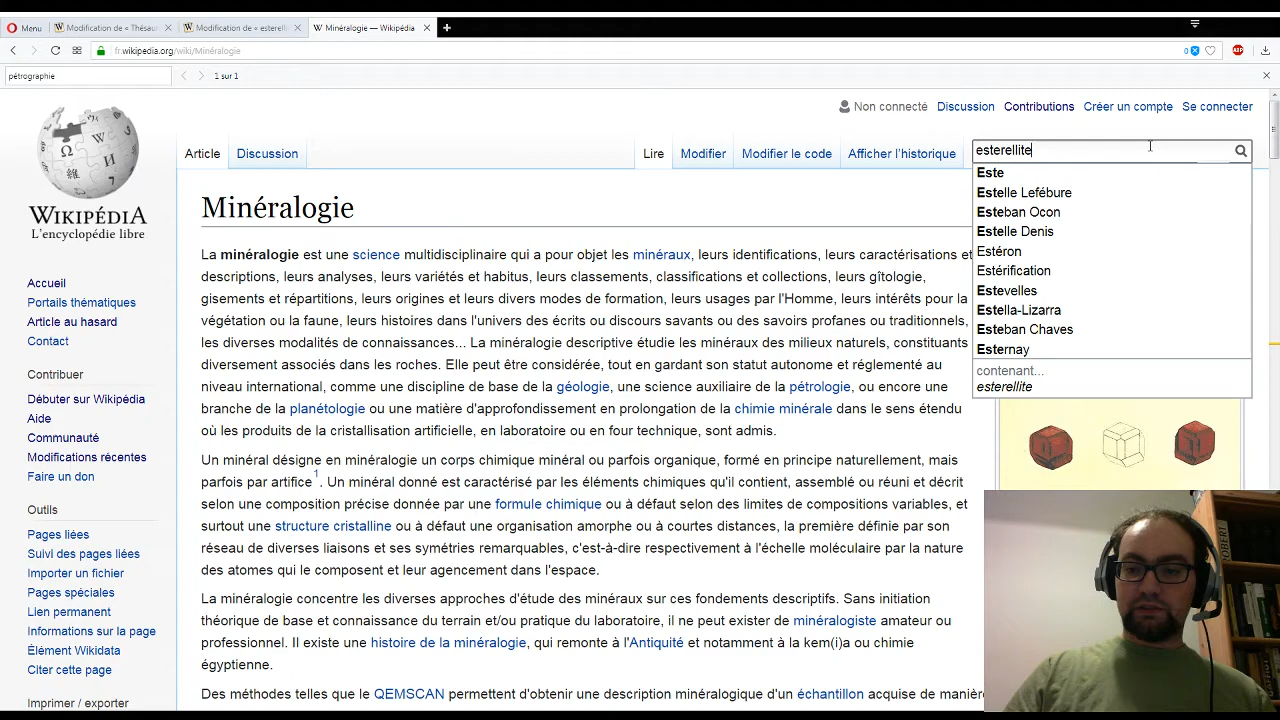 Menu
Modification de « Thésau
Modification de « esterell
Minéralogie — Wikipédia
fr.wikipedia.org/wiki/Minéralogie
0
ABP
pétrographie
1 sur 1
Non connecté Discussion Contributions Créer un compte Se connecter
Article Discussion Lire Modifier Modifier le code Afficher l'historique
esterellite
Este
Estelle Lefébure
Esteban Ocon
Estelle Denis
Estéron
Estérification
Estevelles
Estella-Lizarra
Esteban Chaves
Esternay
contenant...
esterellite
WIKIPÉDIA
L'encyclopédie libre
Accueil
Portails thématiques
Article au hasard
Contact
Contribuer
Débuter sur Wikipédia
Aide
Communauté
Modifications récentes
Faire un don
Outils
Pages liées
Suivi des pages liées
Importer un fichier
Pages spéciales
Lien permanent
Informations sur la page
Élément Wikidata
Citer cette page
Imprimer / exporter
Minéralogie
La minéralogie est une science multidisciplinaire qui a pour objet les minéraux, leurs identifications, leurs caractérisations et
descriptions, leurs analyses, leurs variétés et habitus, leurs classements, classifications et collections, leurs gîtologie,
gisements et répartitions, leurs origines et leurs divers modes de formation, leurs usages par l'Homme, leurs intérêts pour la
végétation ou la faune, leurs histoires dans l'univers des écrits ou discours savants ou des savoirs profanes ou traditionnels,
les diverses modalités de connaissances... La minéralogie descriptive étudie les minéraux des milieux naturels, constituants
diversement associés dans les roches. Elle peut être considérée, tout en gardant son statut autonome et réglementé au
niveau international, comme une discipline de base de la géologie, une science auxiliaire de la pétrologie, ou encore une
branche de la planétologie ou une matière d'approfondissement en prolongation de la chimie minérale dans le sens étendu
où les produits de la cristallisation artificielle, en laboratoire ou en four technique, sont admis.
Un minéral désigne en minéralogie un corps chimique minéral ou parfois organique, formé en principe naturellement, mais
parfois par artifice1. Un minéral donné est caractérisé par les éléments chimiques qu'il contient, assemblé ou réuni et décrit
selon une composition précise donnée par une formule chimique ou à défaut selon des limites de compositions variables, et
surtout une structure cristalline ou à défaut une organisation amorphe ou à courtes distances, la première définie par son
réseau de diverses liaisons et ses symétries remarquables, c'est-à-dire respectivement à l'échelle moléculaire par la nature
des atomes qui le composent et leur agencement dans l'espace.
La minéralogie concentre les diverses approches d'étude des minéraux sur ces fondements descriptifs. Sans initiation
théorique de base et connaissance du terrain et/ou pratique du laboratoire, il ne peut exister de minéralogiste amateur ou
professionnel. Il existe une histoire de la minéralogie, qui remonte à l'Antiquité et notamment à la kem(i)a ou chimie
égyptienne.
Des méthodes telles que le QEMSCAN permettent d'obtenir une description minéralogique d'un échantillon acquise de manière